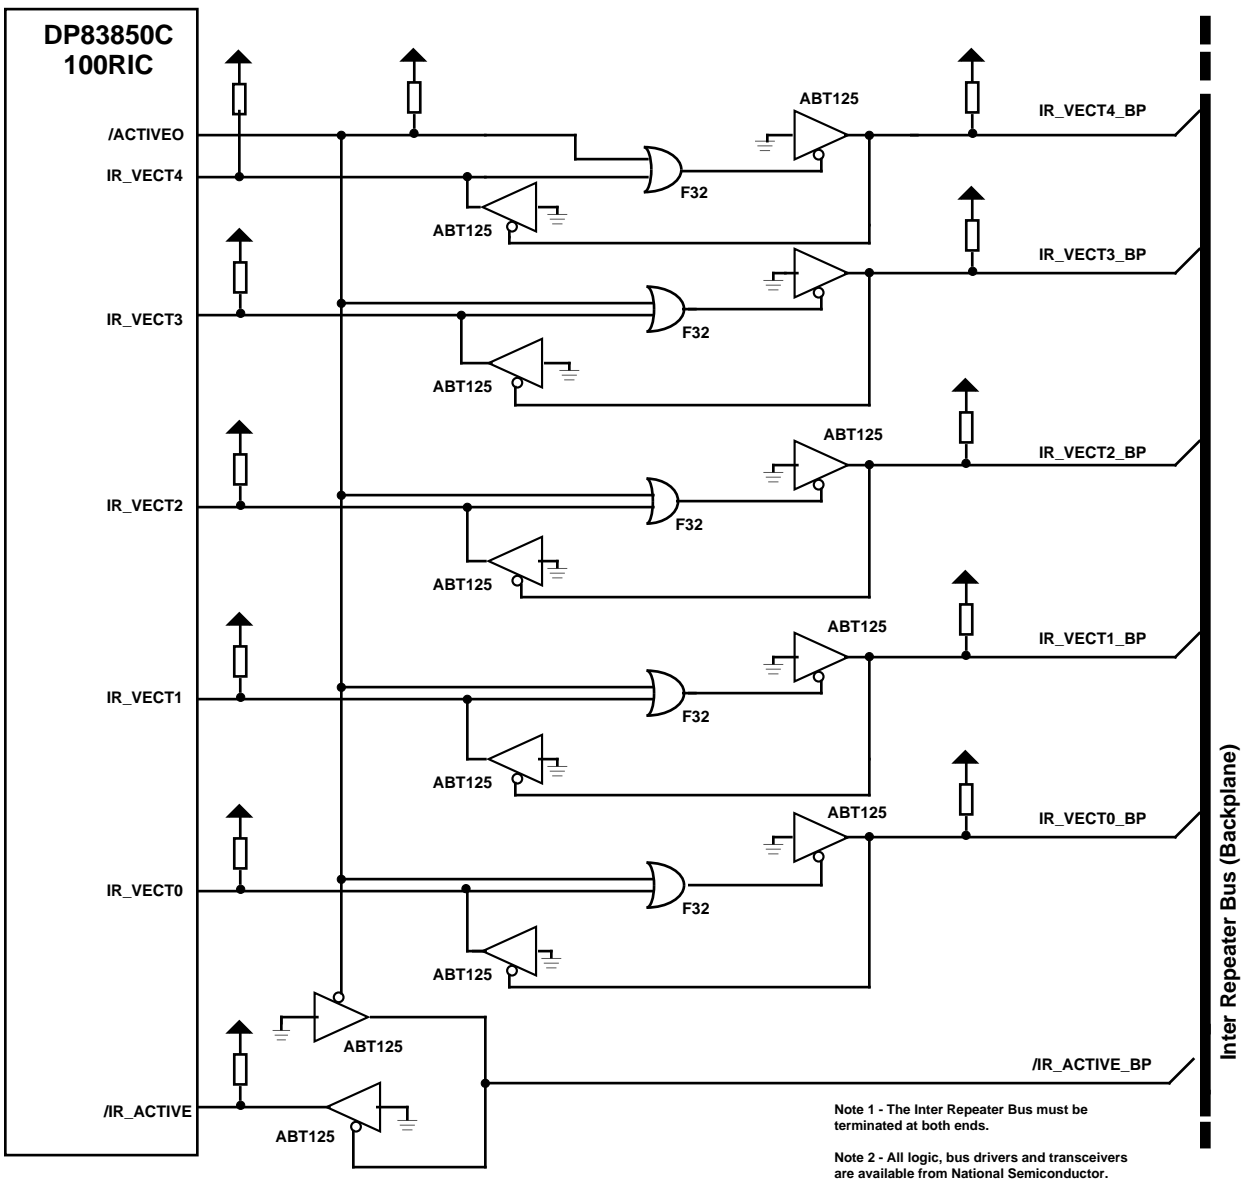 DP83850C
100RIC
ABT125
IR_VECT4_BP
/ACTIVEO
IR_VECT4
F32
ABT125
IR_VECT3_BP
IR_VECT3
F32
ABT125
ABT125
IR_VECT2_BP
IR_VECT2
F32
ABT125
ABT125
IR_VECT1_BP
IR_VECT1
F32
ABT125
ABT125
IR_VECT0_BP
IR_VECT0
F32
ABT125
Inter Repeater Bus (Backplane)
ABT125
/IR_ACTIVE_BP
/IR_ACTIVE
ABT125
Note 1 - The Inter Repeater Bus must be
terminated at both ends.
Note 2 - All logic, bus drivers and transceivers
are available from National Semiconductor.